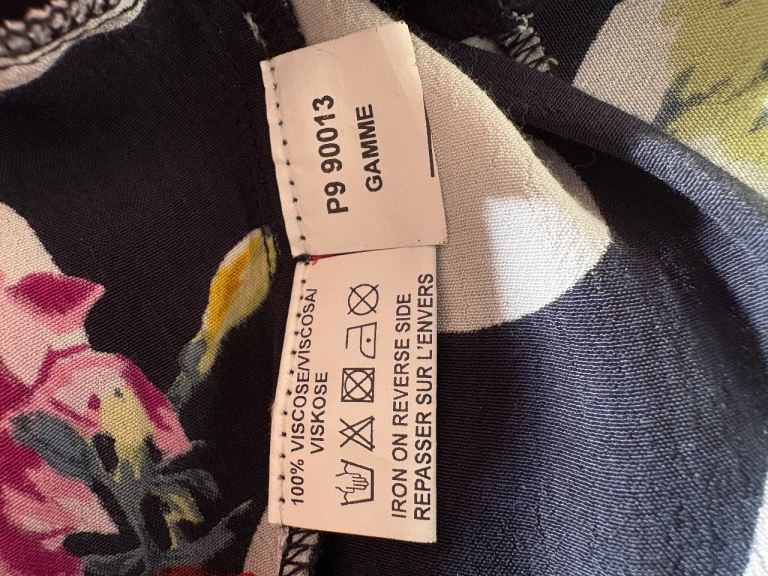 P9 90013
GAMME
100% VISCOSE/VISCOSA/
VISKOSE
IRON ON REVERSE SIDE
REPASSER SUR L'ENVERS